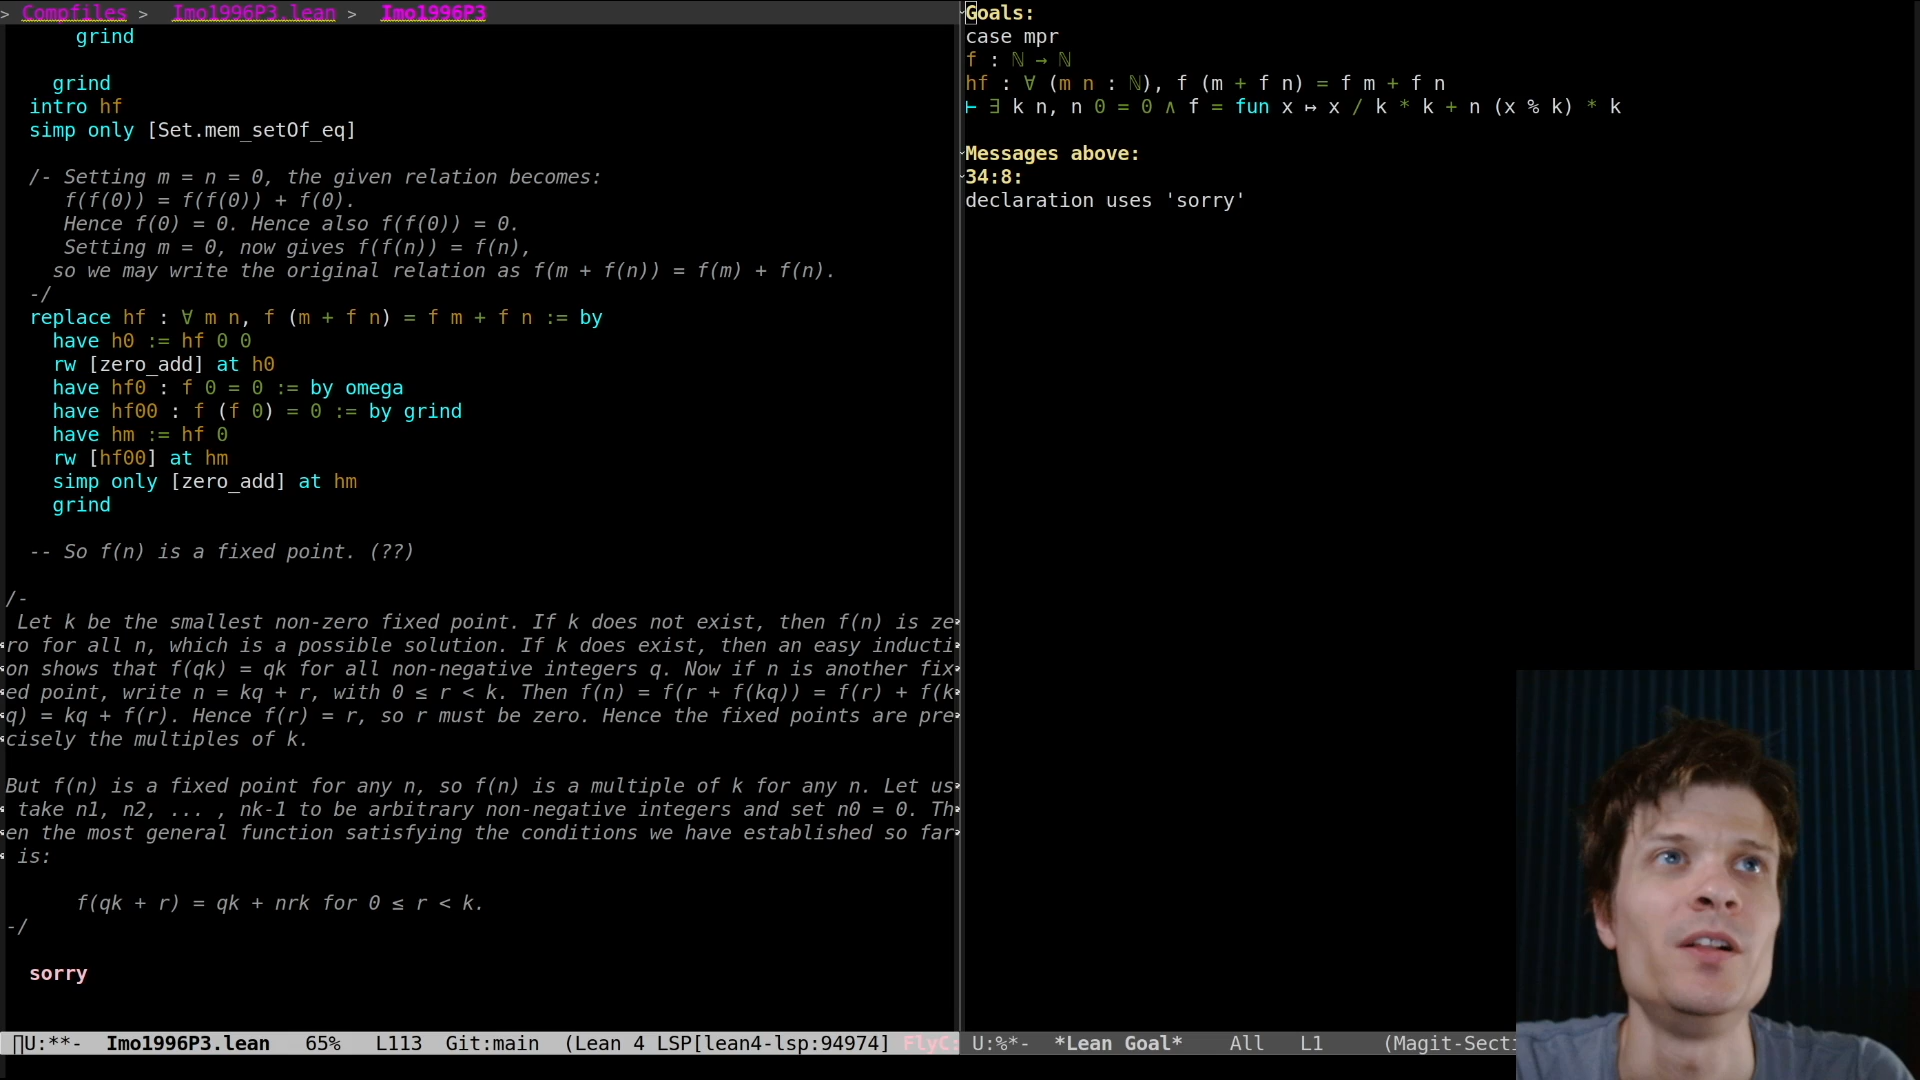 > Compfiles > Imo1996P3.lean > Imo1996P3
grind
grind
intro hf
simp only [Set.mem_setOf_eq]
/- Setting m = n = 0, the given relation becomes:
f(f(0)) = f(f(0)) + f(0).
Hence f(0) = 0. Hence also f(f(0)) = 0.
Setting m = 0, now gives f(f(n)) = f(n),
so we may write the original relation as f(m + f(n)) = f(m) + f(n).
-/
replace hf : ∀ m n, f (m + f n) = f m + f n := by
have h0 := hf 0 0
rw [zero_add] at h0
have hf0 : f 0 = 0 := by omega
have hf00 : f (f 0) = 0 := by grind
have hm := hf 0
rw [hf00] at hm
simp only [zero_add] at hm
grind
-- So f(n) is a fixed point. (??)
/-
Let k be the smallest non-zero fixed point. If k does not exist, then f(n) is ze
ro for all n, which is a possible solution. If k does exist, then an easy inducti
on shows that f(qk) = qk for all non-negative integers q. Now if n is another fix
ed point, write n = kq + r, with 0 ≤ r < k. Then f(n) = f(r + f(kq)) = f(r) + f(k
q) = kq + f(r). Hence f(r) = r, so r must be zero. Hence the fixed points are pre
cisely the multiples of k.
But f(n) is a fixed point for any n, so f(n) is a multiple of k for any n. Let us
take n1, n2, ... , nk-1 to be arbitrary non-negative integers and set n0 = 0. Th
en the most general function satisfying the conditions we have established so far
is:
f(qk + r) = qk + nrk for 0 ≤ r < k.
-/
sorry
U:**- Imo1996P3.lean 65% L113 Git:main (Lean 4 LSP[lean4-lsp:94974] FlyC:
Goals:
case mpr
f : ℕ → ℕ
hf : ∀ (m n : ℕ), f (m + f n) = f m + f n
⊢ ∃ k n, n 0 = 0 ∧ f = fun x ↦ x / k * k + n (x % k) * k
Messages above:
34:8:
declaration uses 'sorry'
U:%*- *Lean Goal* All L1 (Magit-Secti